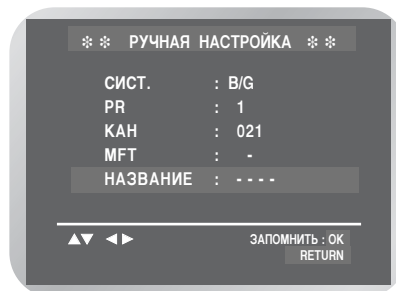 ❇ ❇ РУЧНАЯ НАСТРОЙКА ❇ ❇
СИСТ. : B/G
PR : 1
КАН : 021
MFT : -
НАЗВАНИЕ : - - - -
▲▼ ◄► ЗАПОМНИТЬ : OK
RETURN